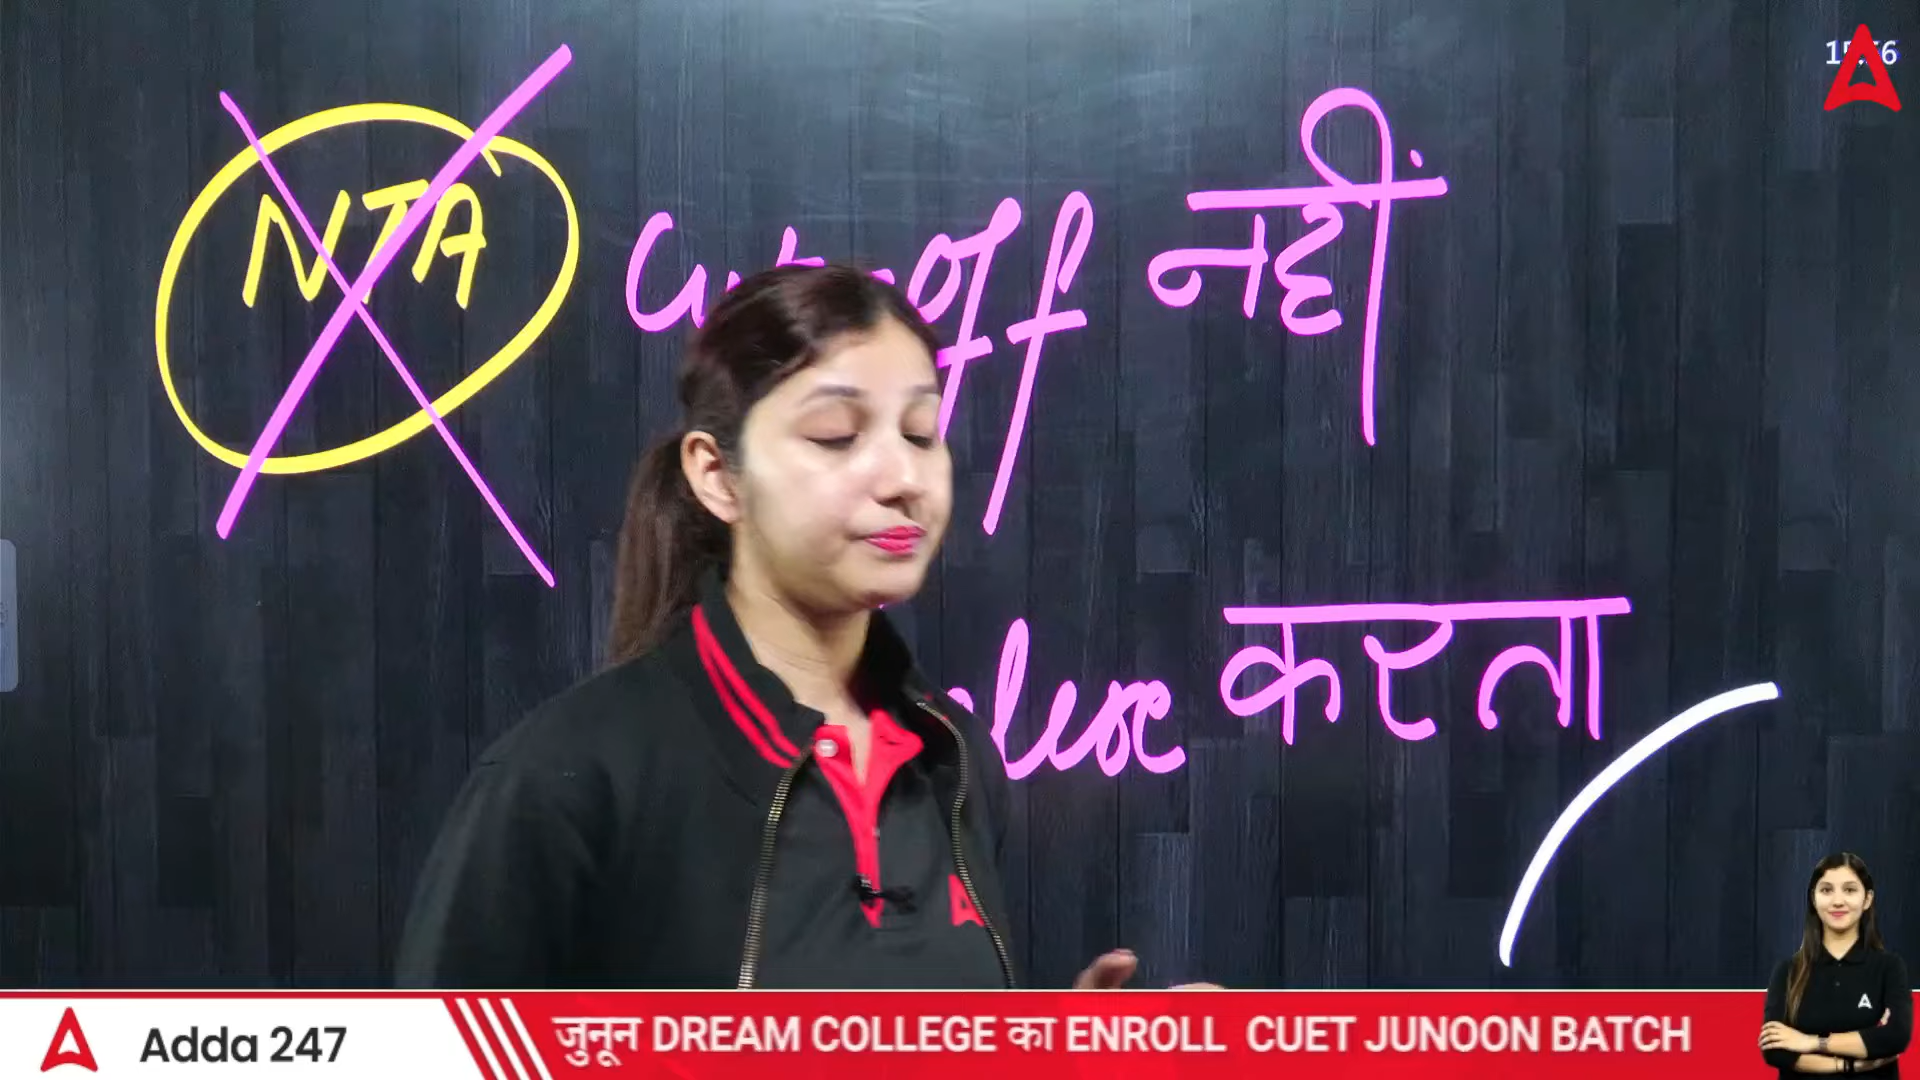 NTA
नहीं
करता
Adda 247
जुनून DREAM COLLEGE का ENROLL CUET JUNOON BATCH